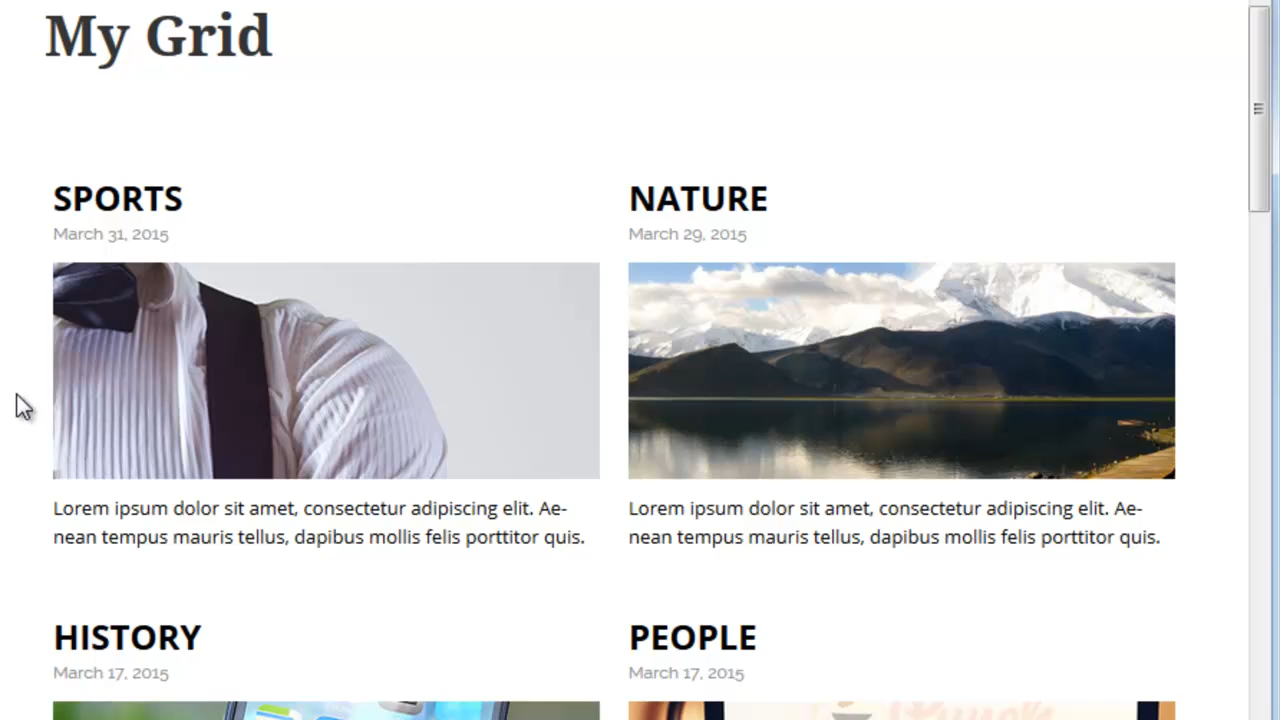 My Grid
SPORTS
March 31, 2015
NATURE
March 29, 2015
Lorem ipsum dolor sit amet, consectetur adipiscing elit. Ae-
nean tempus mauris tellus, dapibus mollis felis porttitor quis.
Lorem ipsum dolor sit amet, consectetur adipiscing elit. Ae-
nean tempus mauris tellus, dapibus mollis felis porttitor quis.
HISTORY
March 17, 2015
PEOPLE
March 17, 2015